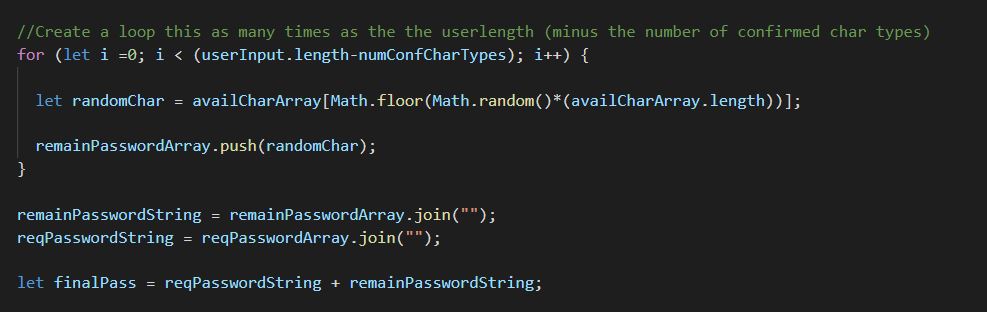 //Create a loop this as many times as the the userlength (minus the number of confirmed char types)
for (let i =0; i < (userInput.length-numConfCharTypes); i++) {
let randomChar = availCharArray[Math.floor(Math.random()*(availCharArray.length))];
remainPasswordArray.push(randomChar);
}
remainPasswordString = remainPasswordArray.join("");
reqPasswordString = reqPasswordArray.join("");
let finalPass = reqPasswordString + remainPasswordString;